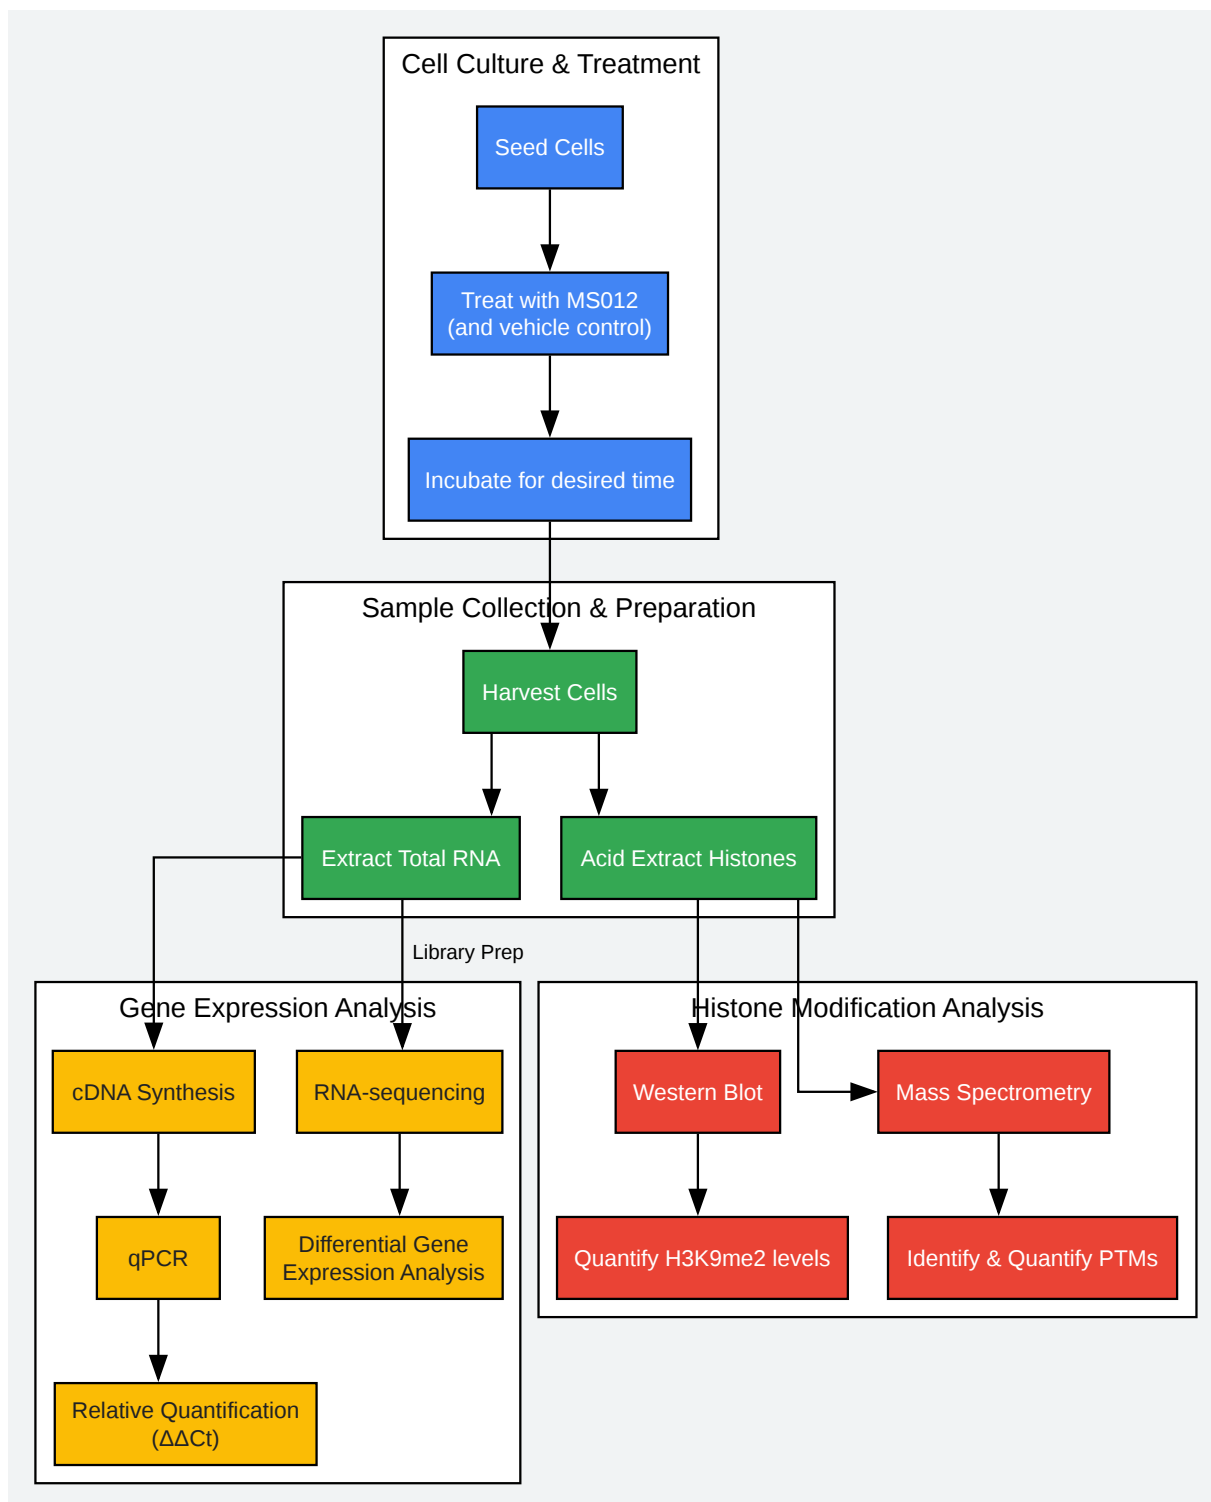 Cell Culture & Treatment
Seed Cells
Treat with MS012
(and vehicle control)
Incubate for desired time
Sample Collection & Preparation
Harvest Cells
Extract Total RNA
Acid Extract Histones
Library Prep
Gene Expression Analysis
cDNA Synthesis
RNA-sequencing
qPCR
Differential Gene
Expression Analysis
Relative Quantification
(ΔΔCt)
Histone Modification Analysis
Western Blot
Mass Spectrometry
Quantify H3K9me2 levels
Identify & Quantify PTMs